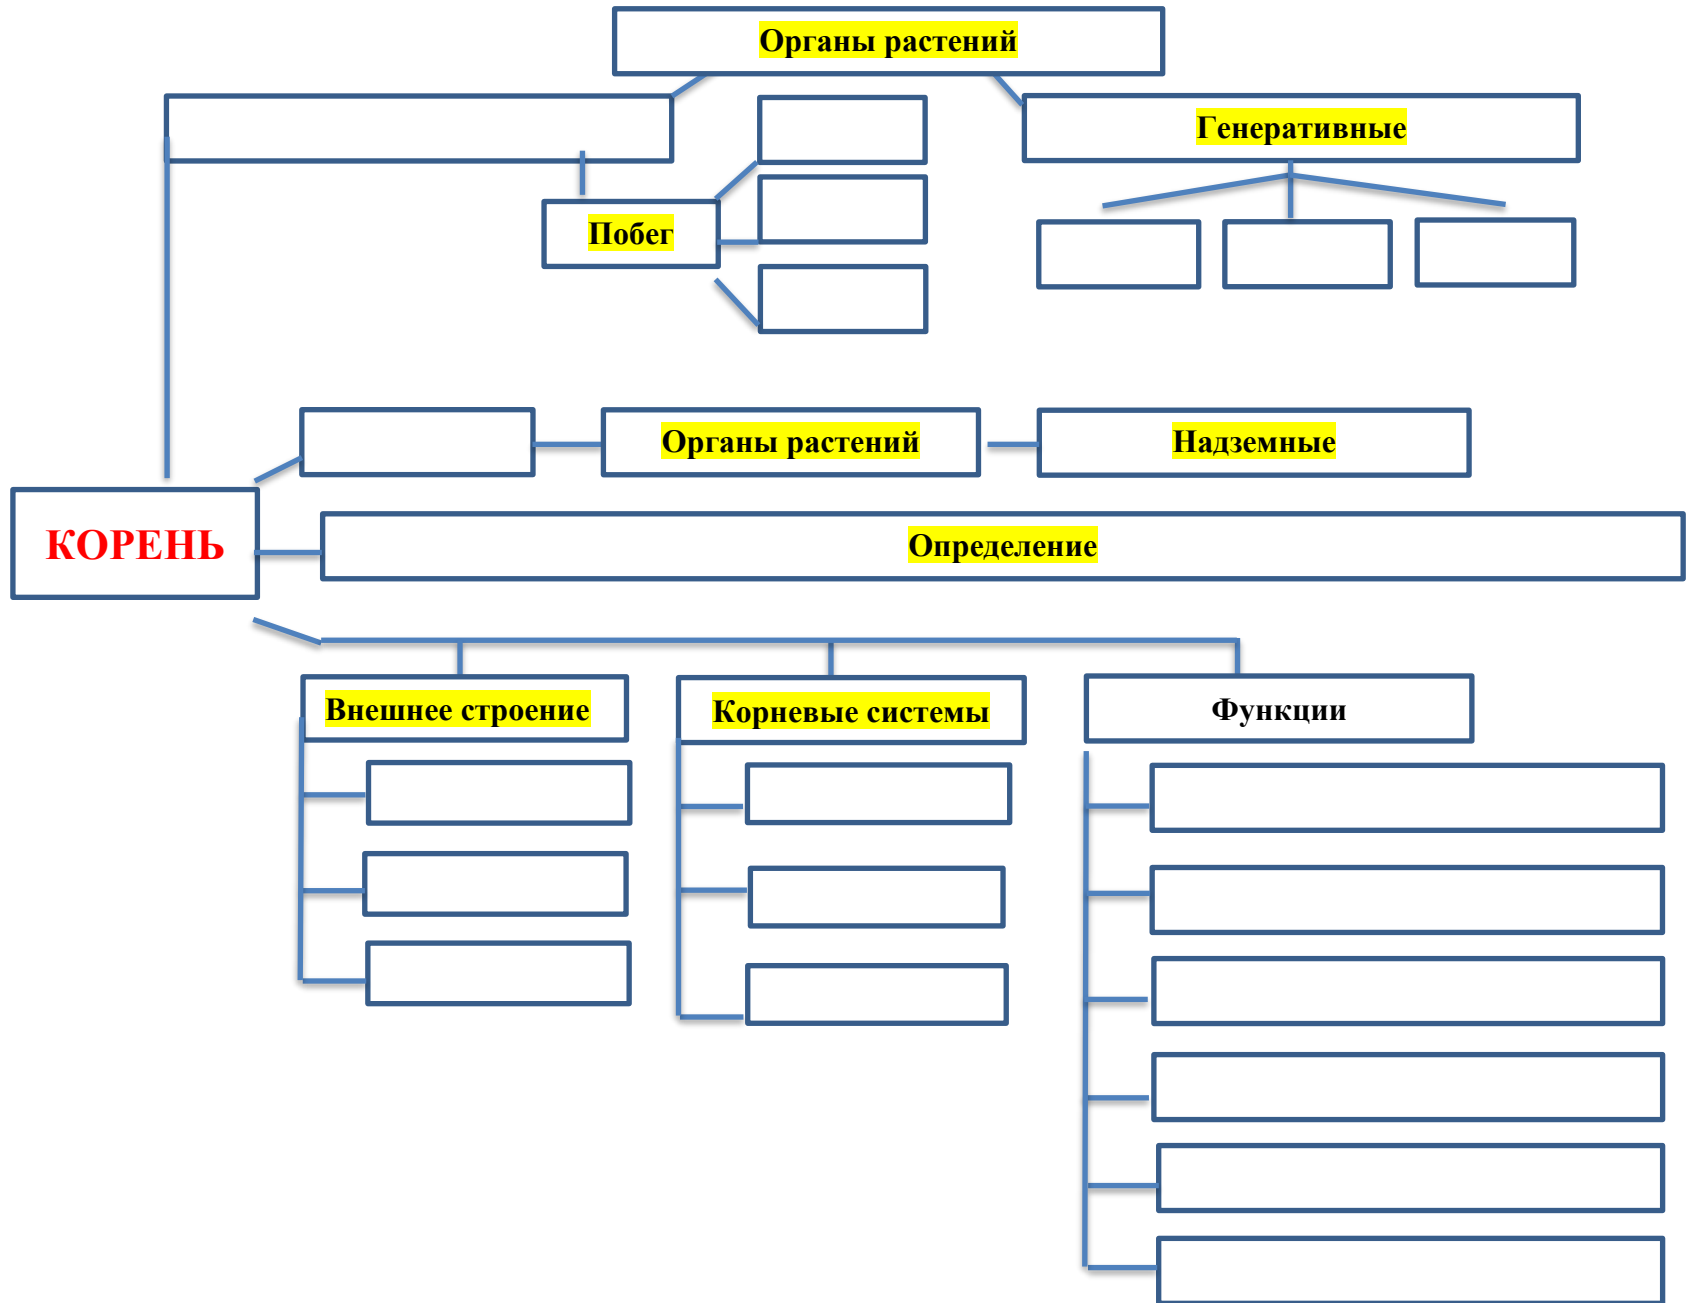 Органы растений
Генеративные
Побег
Органы растений
Надземные
КОРЕНЬ
Определение
Внешнее строение
Корневые системы
Функции